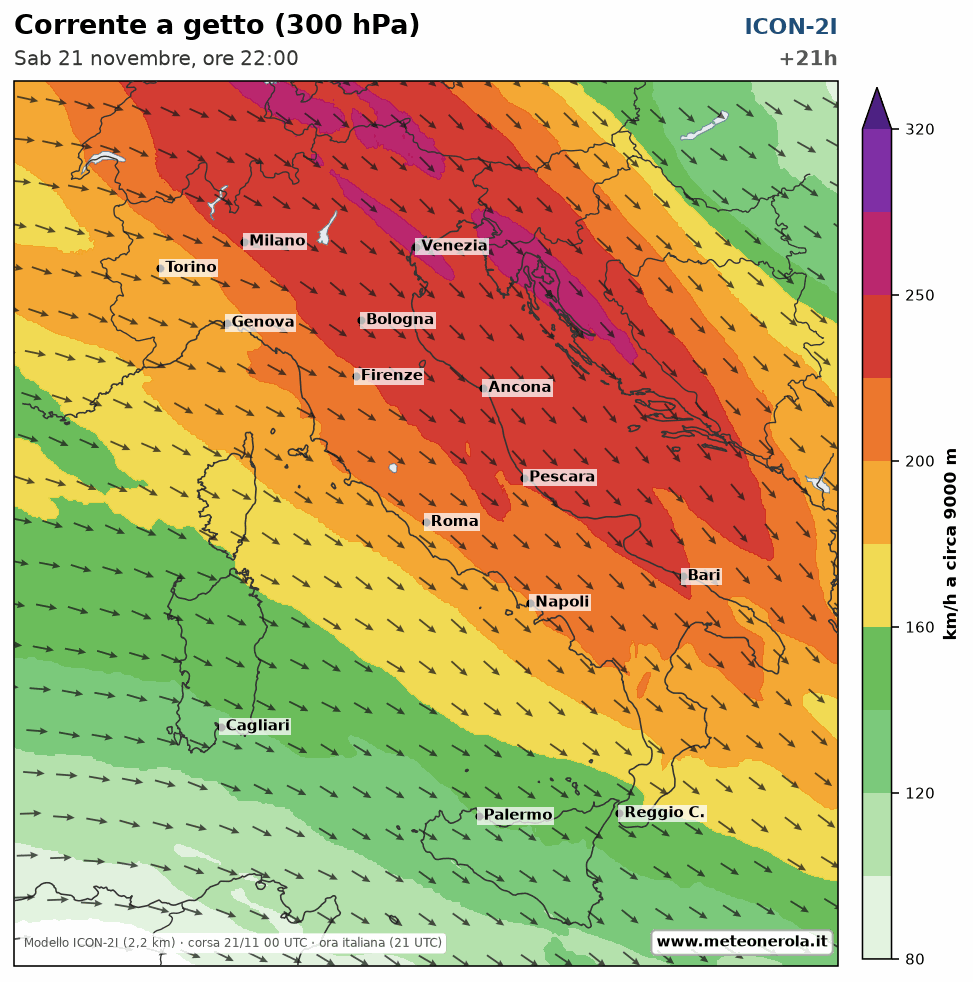 Corrente a getto (300 hPa)
ICON-2I
Sab 21 novembre, ore 22:00
+21h
320
Milano
Venezia
Torino
250
Genova
Bologna
Firenze
Ancona
200
Pescara
Roma
Bari
Napoli
160
km/h a circa 9000 m
Cagliari
120
Palermo
Reggio C.
Modello ICON-2I (2,2 km) · corsa 21/11 00 UTC · ora italiana (21 UTC)
www.meteonerola.it
80